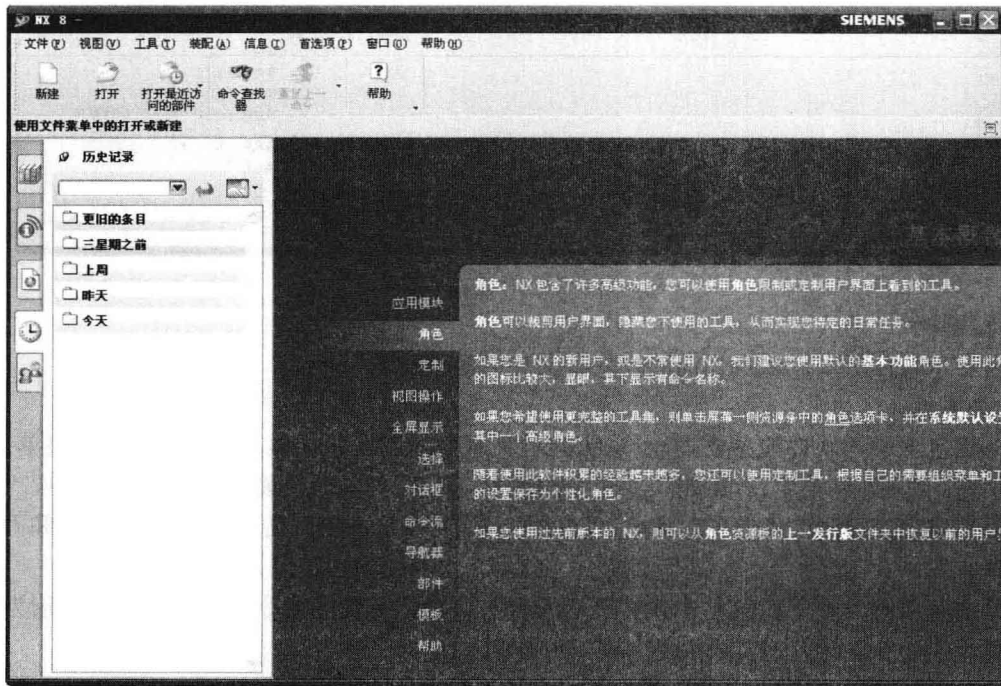 NX 8 -
SIEMENS
文件(F) 视图(V) 工具(T) 装配(A) 信息(I) 首选项(P) 窗口(O) 帮助(H)
新建 打开 打开最近访问的部件 命令查找器 帮助
使用文件菜单中的打开或新建
历史记录
更旧的条目
三星期之前
上周
昨天
今天
应用模块
角色
定制
视图操作
全屏显示
选择
对话框
命令流
导航器
部件
模板
帮助
角色。NX 包含了许多高级功能，您可以使用角色限制或定制用户界面上看到的工具。
角色可以裁剪用户界面，隐藏您不使用的工具，从而实现您特定的日常任务。
如果您是 NX 的新用户，或是不常使用 NX，我们建议您使用默认的基本功能角色。使用此角
的图标比较大，显眼，其下显示有命令名称。
如果您希望使用更完整的工具集，则单击屏幕一侧资源条中的角色选项卡、并在系统默认设置
其中一个高级角色。
随着使用此软件积累的经验越来越多，您还可以使用定制工具，根据自己的需要组织菜单和工
的设置保存为个性化角色。
如果您使用过先前版本的 NX，则可以从角色资源板的上一发行版文件夹中恢复以前的用户界